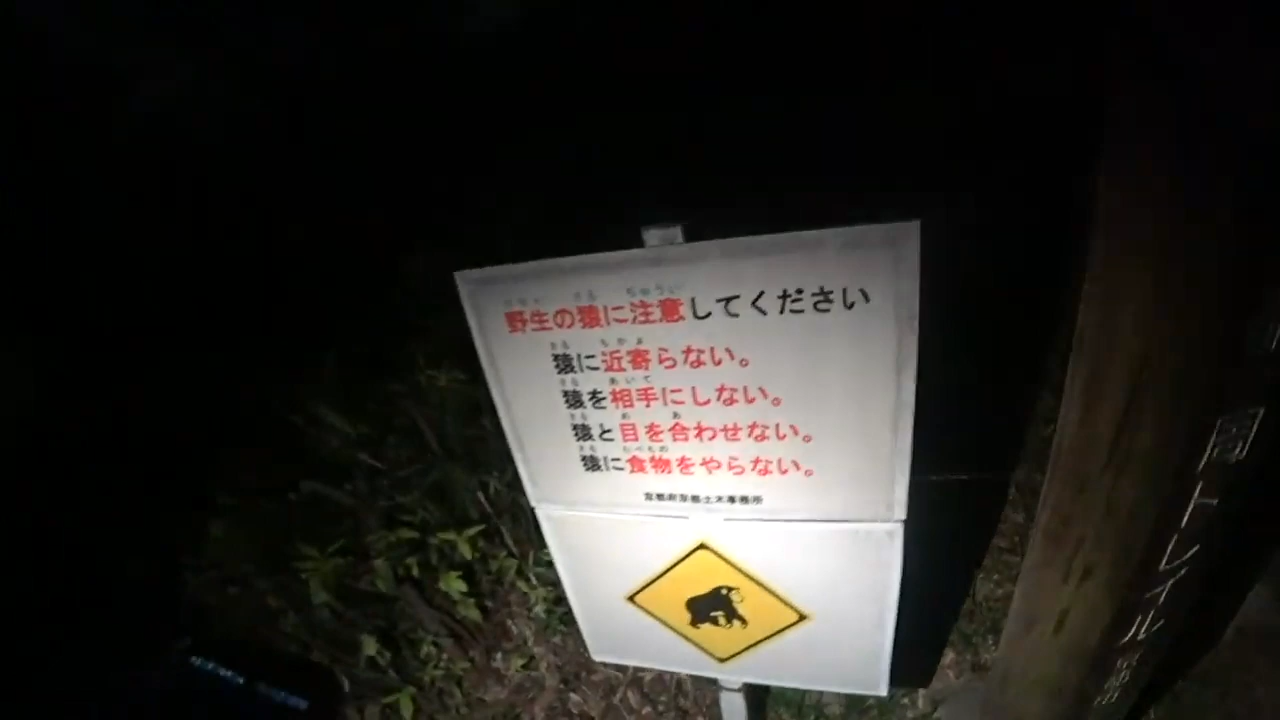 野生の猿に注意してください
猿に近寄らない。
猿を相手にしない。
猿と目を合わせない。
猿に食物をやらない。
京都府京都土木事務所
周トレイル